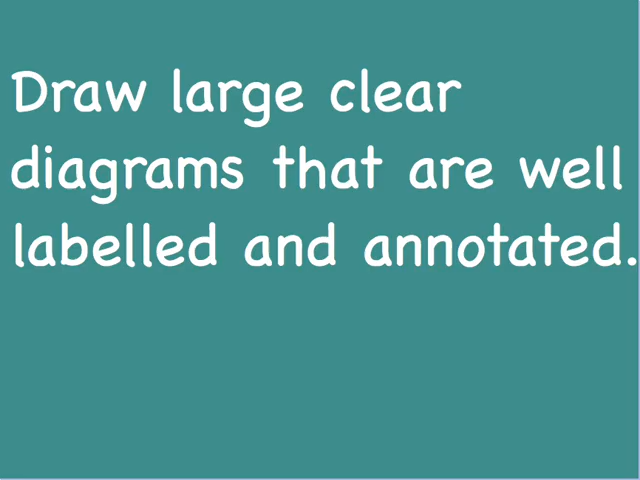 Draw large clear
diagrams that are well
labelled and annotated.